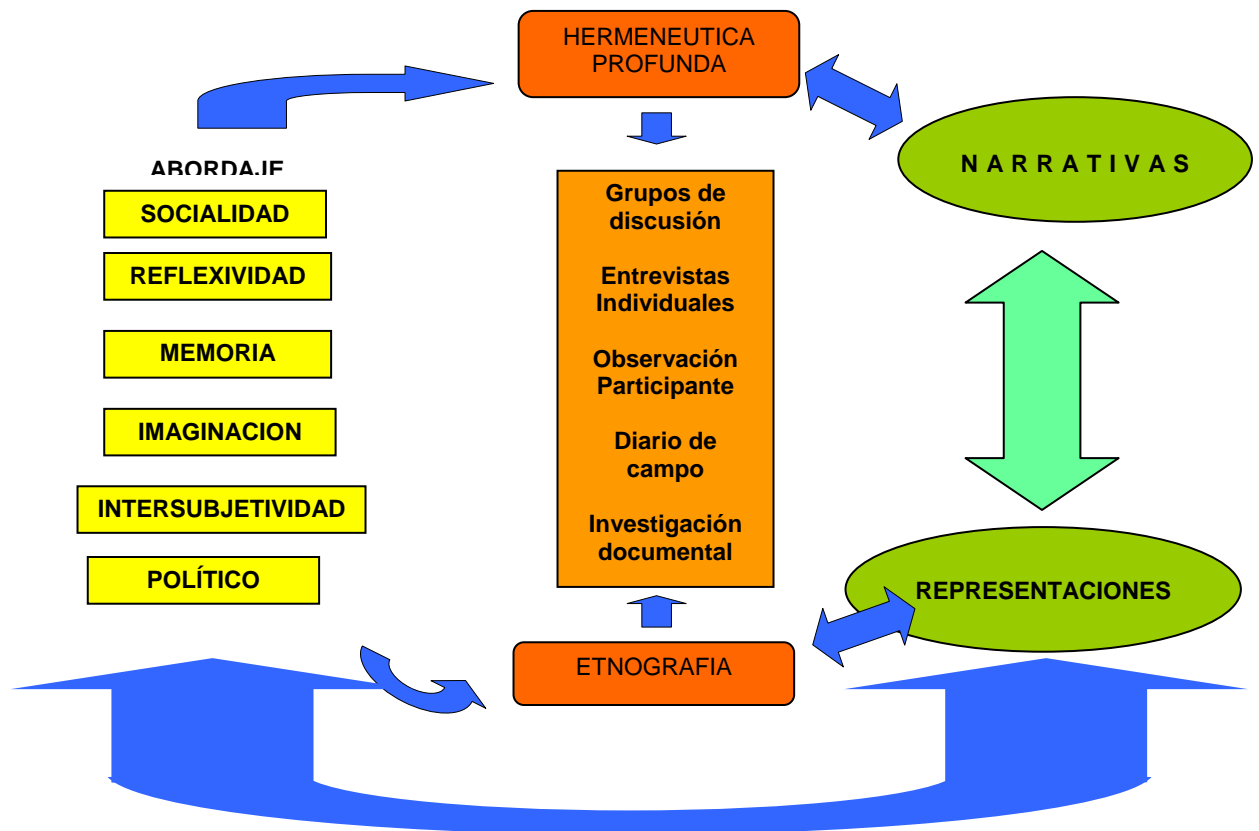 HERMENEUTICA
PROFUNDA
ABORDAJE
SOCIALIDAD
REFLEXIVIDAD
MEMORIA
IMAGINACION
INTERSUBJETIVIDAD
POLÍTICO
Grupos de
discusión
Entrevistas
Individuales
Observación
Participante
Diario de
campo
Investigación
documental
ETNOGRAFIA
N A R R A T I V A S
REPRESENTACIONES